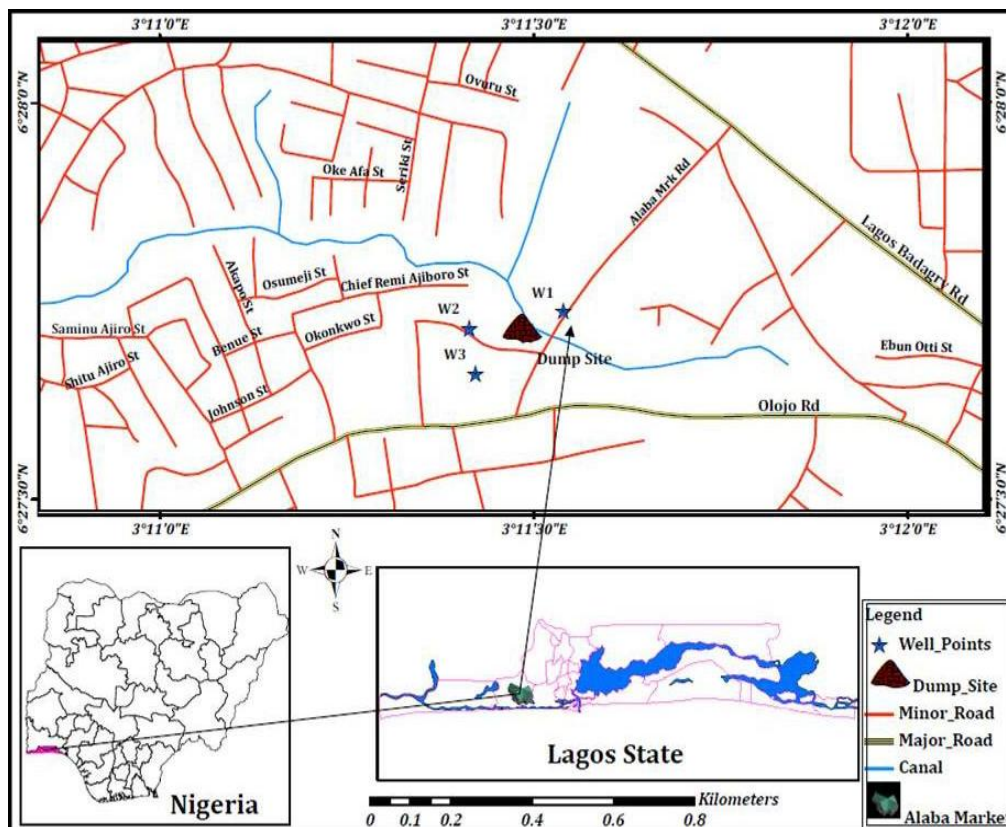 3°11'0"E 3°11'30"E 3°12'0"E
6°28'0"N
6°28'0"N
Ovuru St
Seriki St
Oke Afa St
Alaba Mrk Rd
Lagos Badagry Rd
Akapo St
Osumeji St
Chief Remi Ajiboro St
W1
W2
Saminu Ajiro St
Benue St
Okonkwo St
Dump Site
W3
Ebun Otti St
Shitu Ajiro St
Johnson St
Olojo Rd
6°27'30"N
6°27'30"N
3°11'0"E 3°11'30"E 3°12'0"E
N
W E
S
Nigeria
Lagos State
Kilometers
0 0.1 0.2 0.4 0.6 0.8
Legend
Well_Points
Dump_Site
Minor_Road
Major_Road
Canal
Alaba Marke